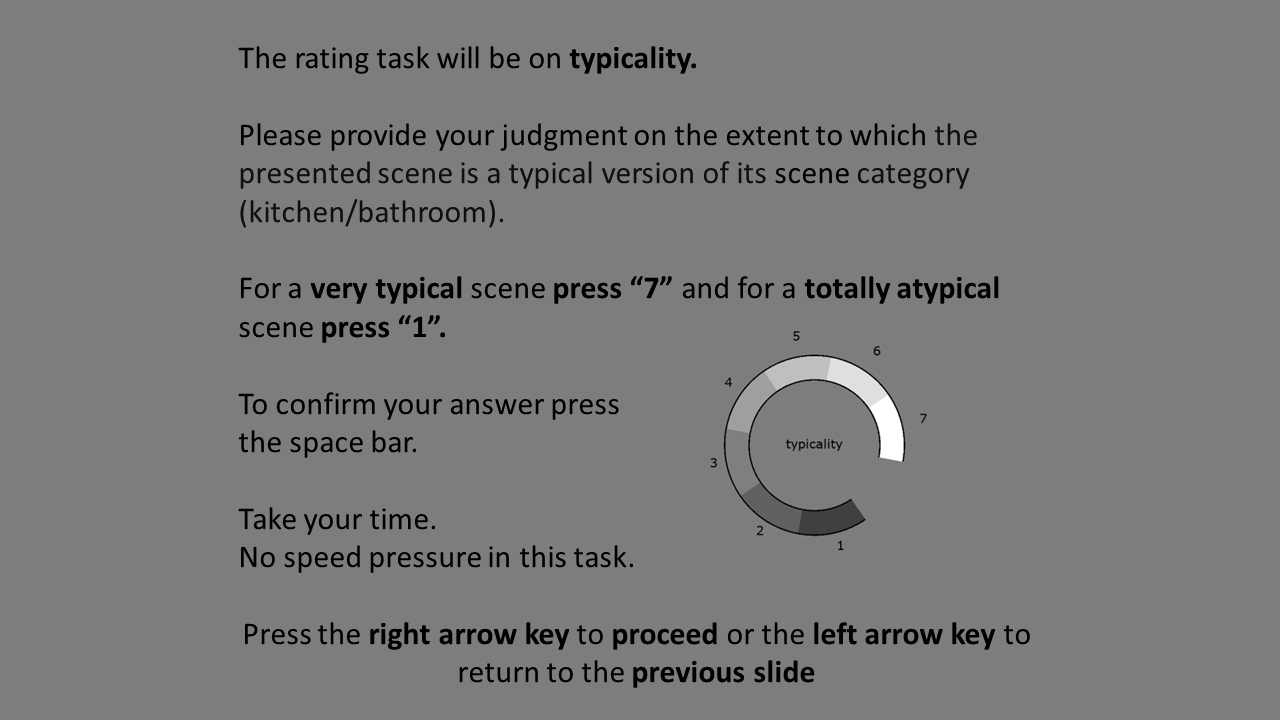 The rating task will be on typicality.
Please provide your judgment on the extent to which the
presented scene is a typical version of its scene category
(kitchen/bathroom).
For a very typical scene press “7” and for a totally atypical
scene press “1”.
To confirm your answer press
the space bar.
Take your time.
No speed pressure in this task.
5
6
4
7
typicality
3
2
1
Press the right arrow key to proceed or the left arrow key to
return to the previous slide